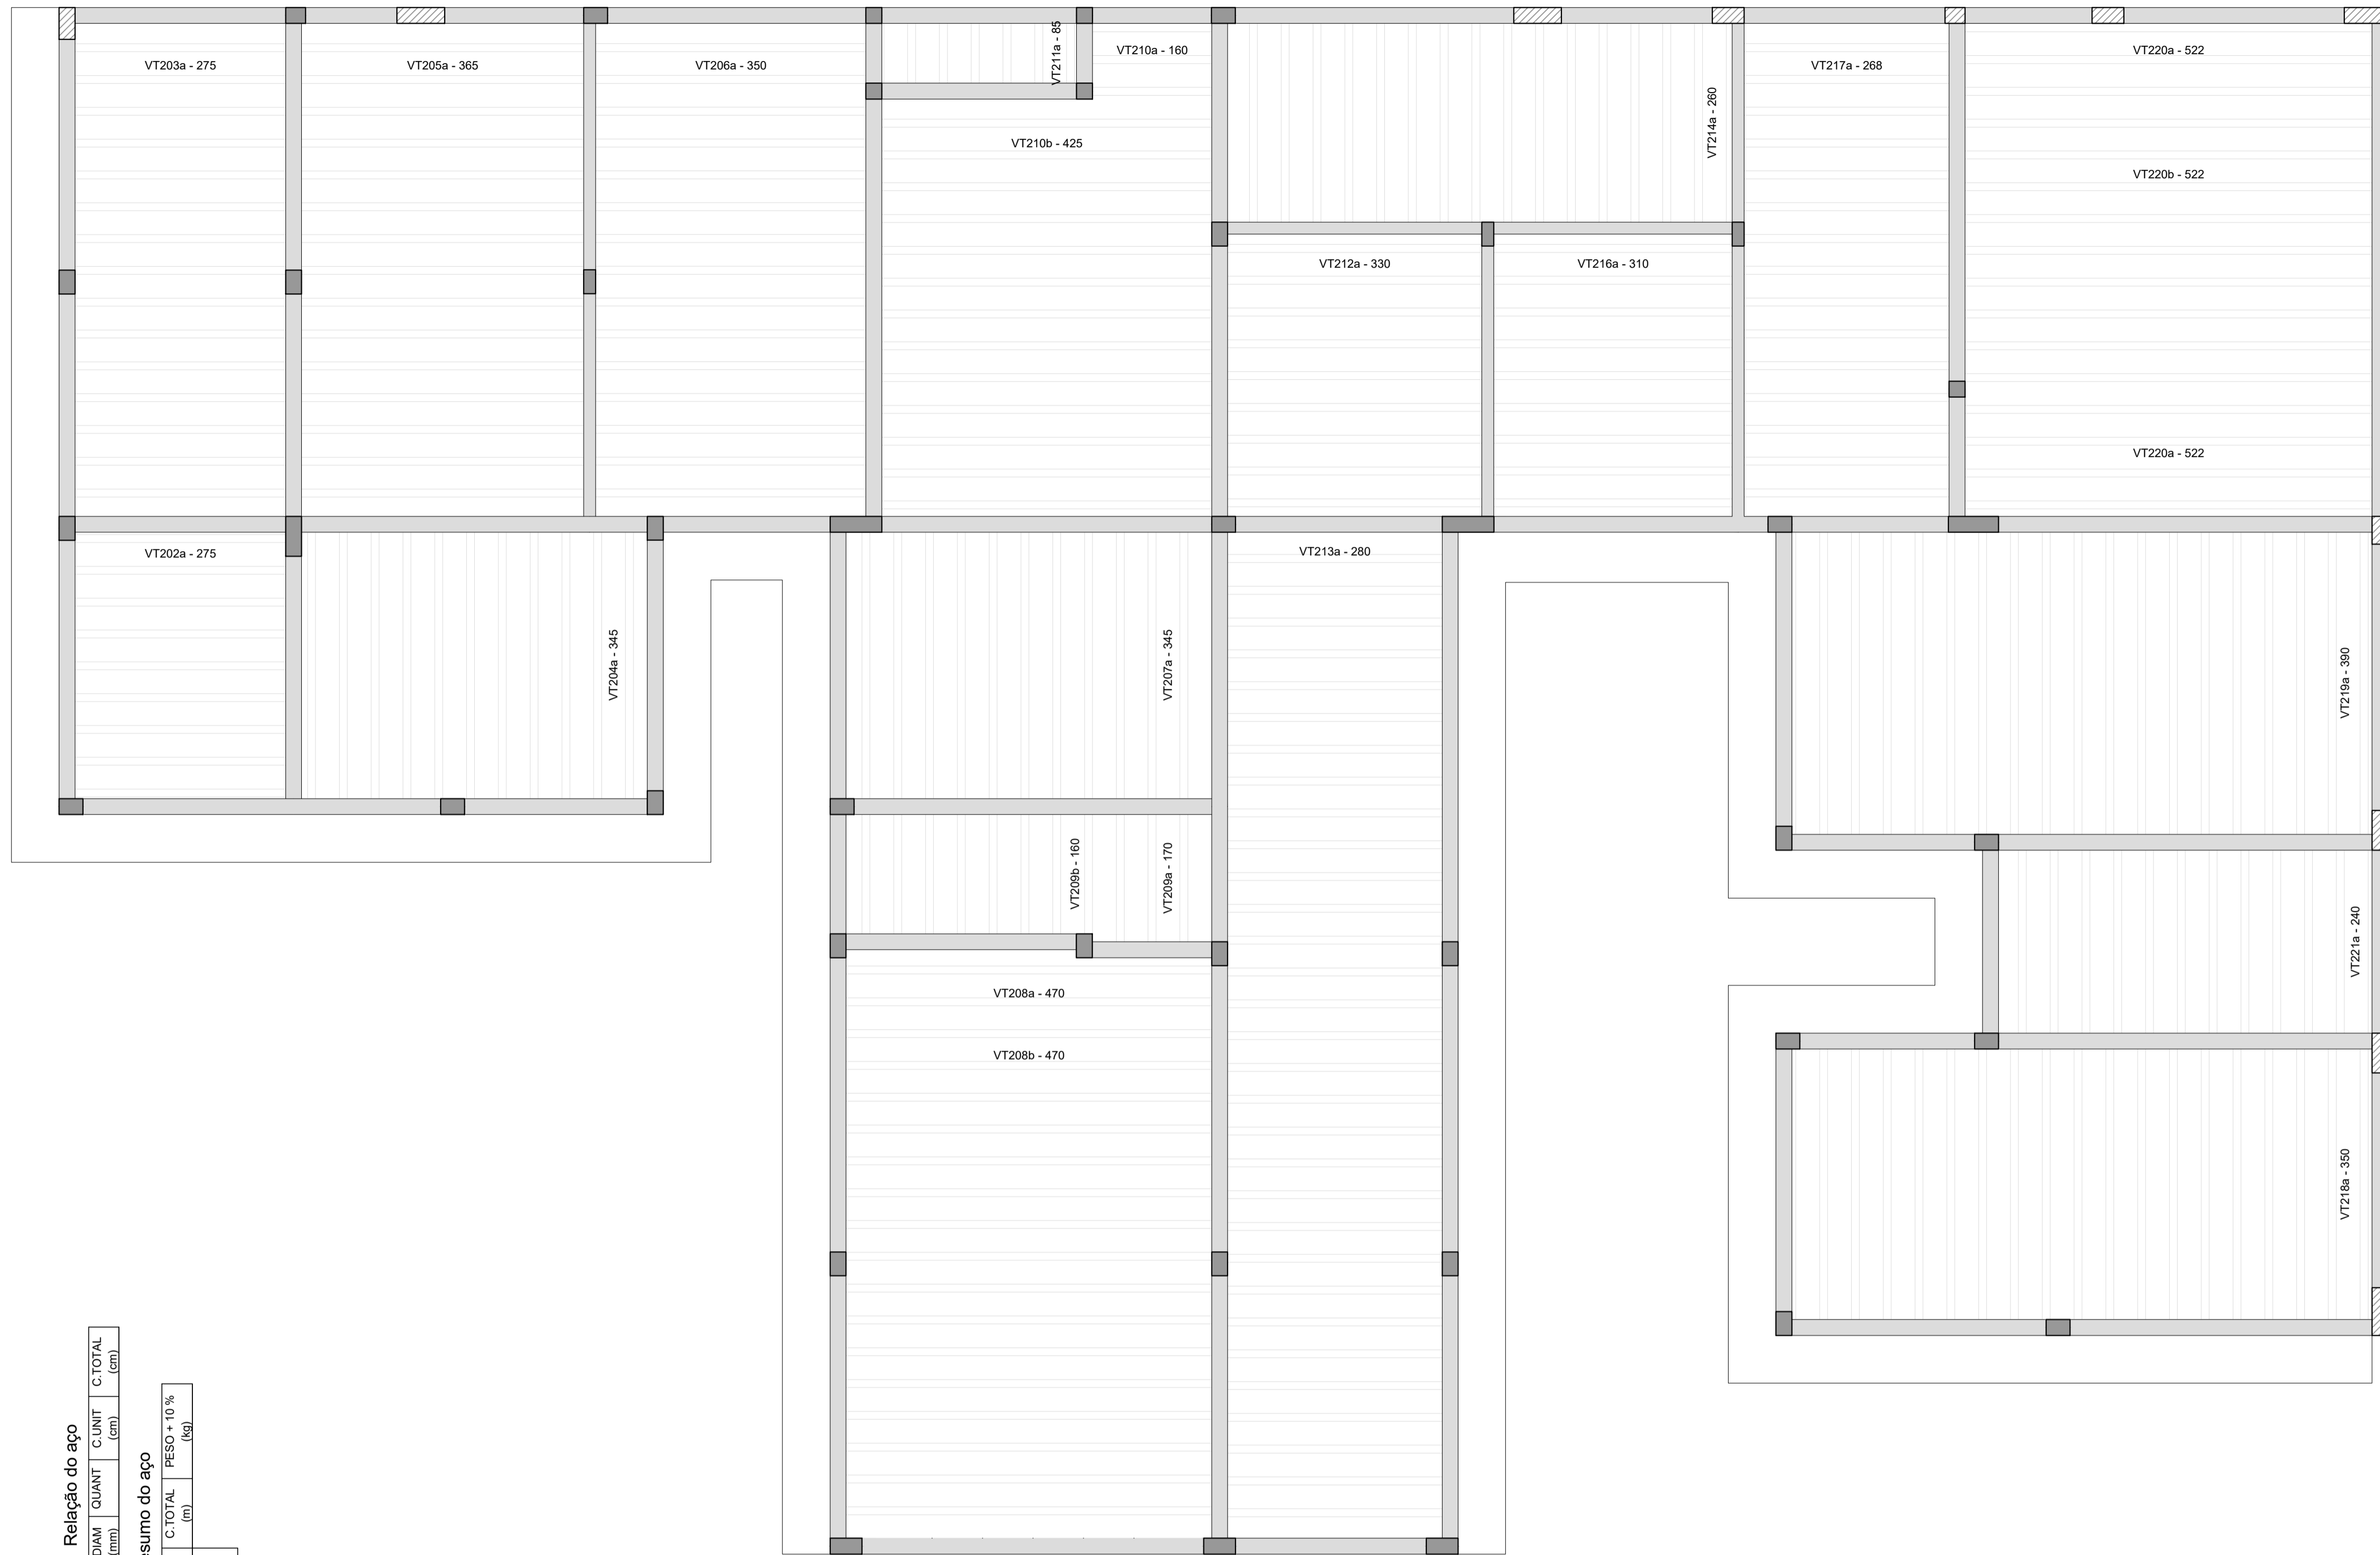 VT203a - 275
VT205a - 365
VT206a - 350
VT211a - 85
VT210a - 160
VT210b - 425
VT214a - 260
VT217a - 268
VT220a - 522
VT220b - 522
VT212a - 330
VT216a - 310
VT220a - 522
VT202a - 275
VT204a - 345
VT207a - 345
VT213a - 280
VT219a - 390
VT209b - 160
VT209a - 170
VT221a - 240
VT208a - 470
VT208b - 470
VT218a - 350
Relação do aço
DIAM QUANT C.UNIT C.TOTAL
(mm) (cm) (cm)
sumo do aço
C.TOTAL PESO + 10 %
(m) (kg)